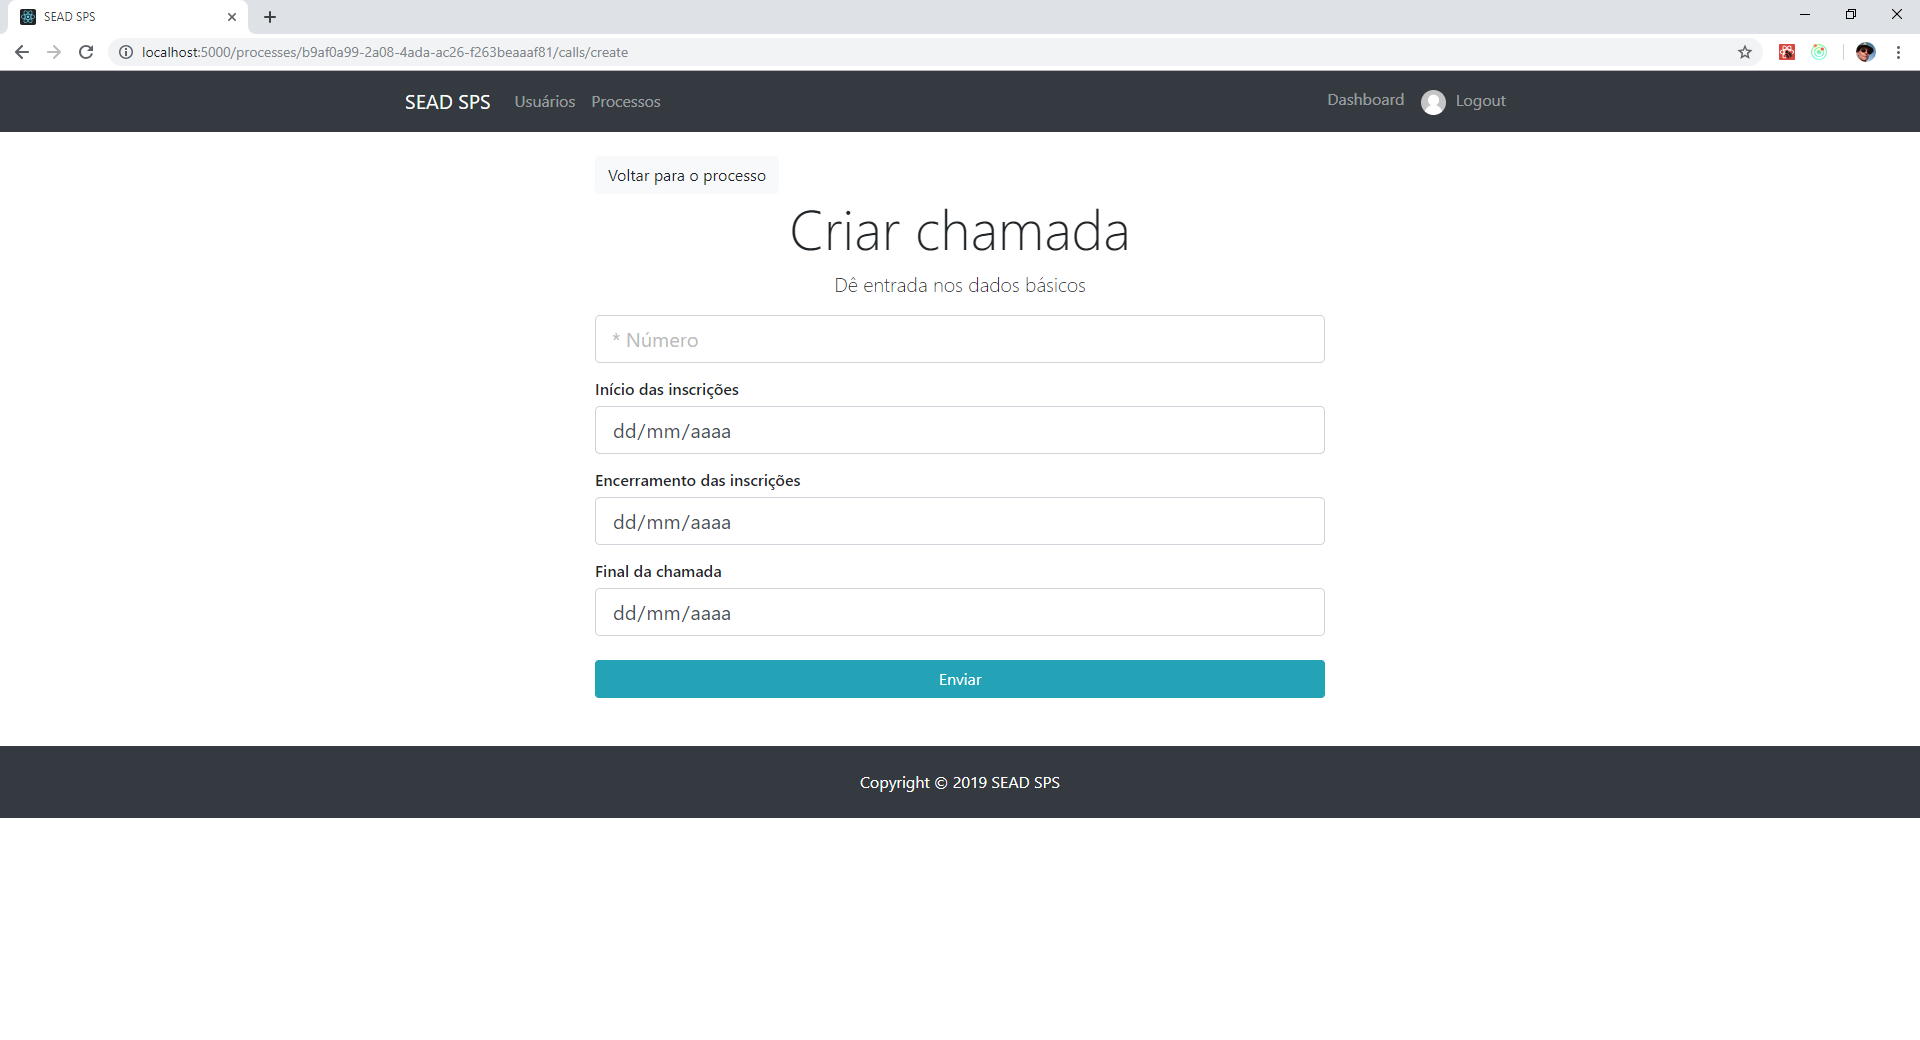 SEAD SPS
localhost:5000/processes/b9af0a99-2a08-4ada-ac26-f263beaaaf81/calls/create
SEAD SPS Usuários Processos Dashboard Logout
Voltar para o processo
Criar chamada
Dê entrada nos dados básicos
* Número
Início das inscrições
dd/mm/aaaa
Encerramento das inscrições
dd/mm/aaaa
Final da chamada
dd/mm/aaaa
Enviar
Copyright © 2019 SEAD SPS